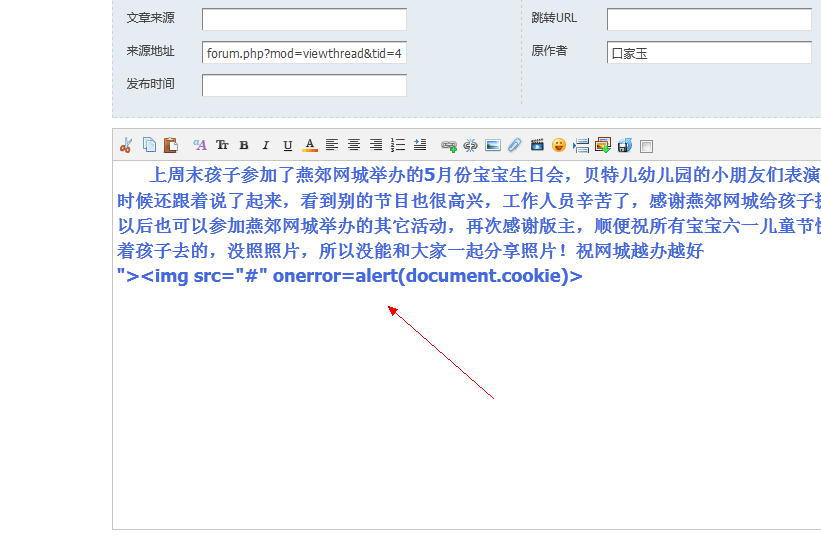 文章来源
跳转URL
来源地址 forum.php?mod=viewthread&tid=4
原作者 口家玉
发布时间
A Tr B I U A
上周末孩子参加了燕郊网城举办的5月份宝宝生日会，贝特儿幼儿园的小朋友们表演
时候还跟着说了起来，看到别的节目也很高兴，工作人员辛苦了，感谢燕郊网城给孩子
以后也可以参加燕郊网城举办的其它活动，再次感谢版主，顺便祝所有宝宝六一儿童节
着孩子去的，没照照片，所以没能和大家一起分享照片！祝网城越办越好
"><img src="#" onerror=alert(document.cookie)>